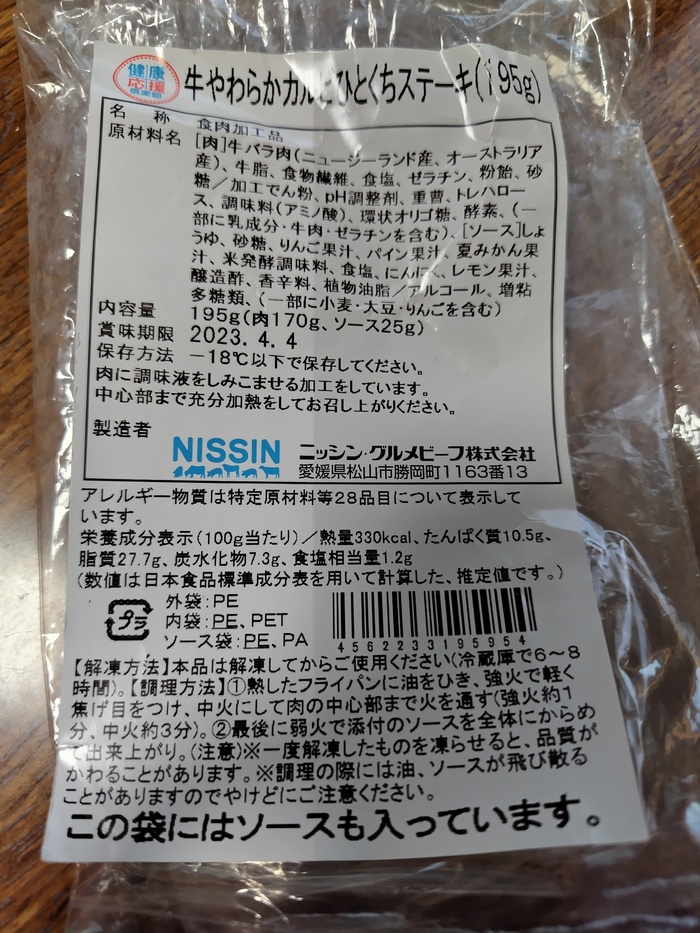 健康
応援
倶楽部
牛やわらかカルビひとくちステーキ(195g)
名 称 食肉加工品
原材料名 [肉]牛バラ肉(ニュージーランド産、オーストラリア
産)、牛脂、食物繊維、食塩、ゼラチン、粉飴、砂
糖/加工でん粉、pH調整剤、重曹、トレハロー
ス、調味料(アミノ酸)、環状オリゴ糖、酵素、(一
部に乳成分・牛肉・ゼラチンを含む)、[ソース]しょ
うゆ、砂糖、りんご果汁、パイン果汁、夏みかん果
汁、米発酵調味料、食塩、にんにく、レモン果汁、
醸造酢、香辛料、植物油脂/アルコール、増粘
多糖類、(一部に小麦・大豆・りんごを含む)
内容量 195g(肉170g、ソース25g)
賞味期限 2023.4.4
保存方法 −18℃以下で保存してください。
肉に調味液をしみこませる加工をしています。
中心部まで充分加熱をしてお召し上がりください。
製造者
NISSIN ニッシン・グルメビーフ株式会社
愛媛県松山市勝岡町1163番13
アレルギー物質は特定原材料等28品目について表示して
います。
栄養成分表示(100g当たり)/熱量330kcal、たんぱく質10.5g、
脂質27.7g、炭水化物7.3g、食塩相当量1.2g
(数値は日本食品標準成分表を用いて計算した、推定値です。)
プラ
外袋:PE
内袋:PE、PET
ソース袋:PE、PA
4562233195954
【解凍方法】本品は解凍してからご使用ください(冷蔵庫で6〜8
時間)。【調理方法】①熱したフライパンに油をひき、強火で軽く
焦げ目をつけ、中火にして肉の中心部まで火を通す(強火約1
分、中火約3分)。②最後に弱火で添付のソースを全体にからめ
て出来上がり。(注意)※一度解凍したものを凍らせると、品質が
かわることがあります。※調理の際には油、ソースが飛び散る
ことがありますのでやけどにご注意ください。
この袋にはソースも入っています。